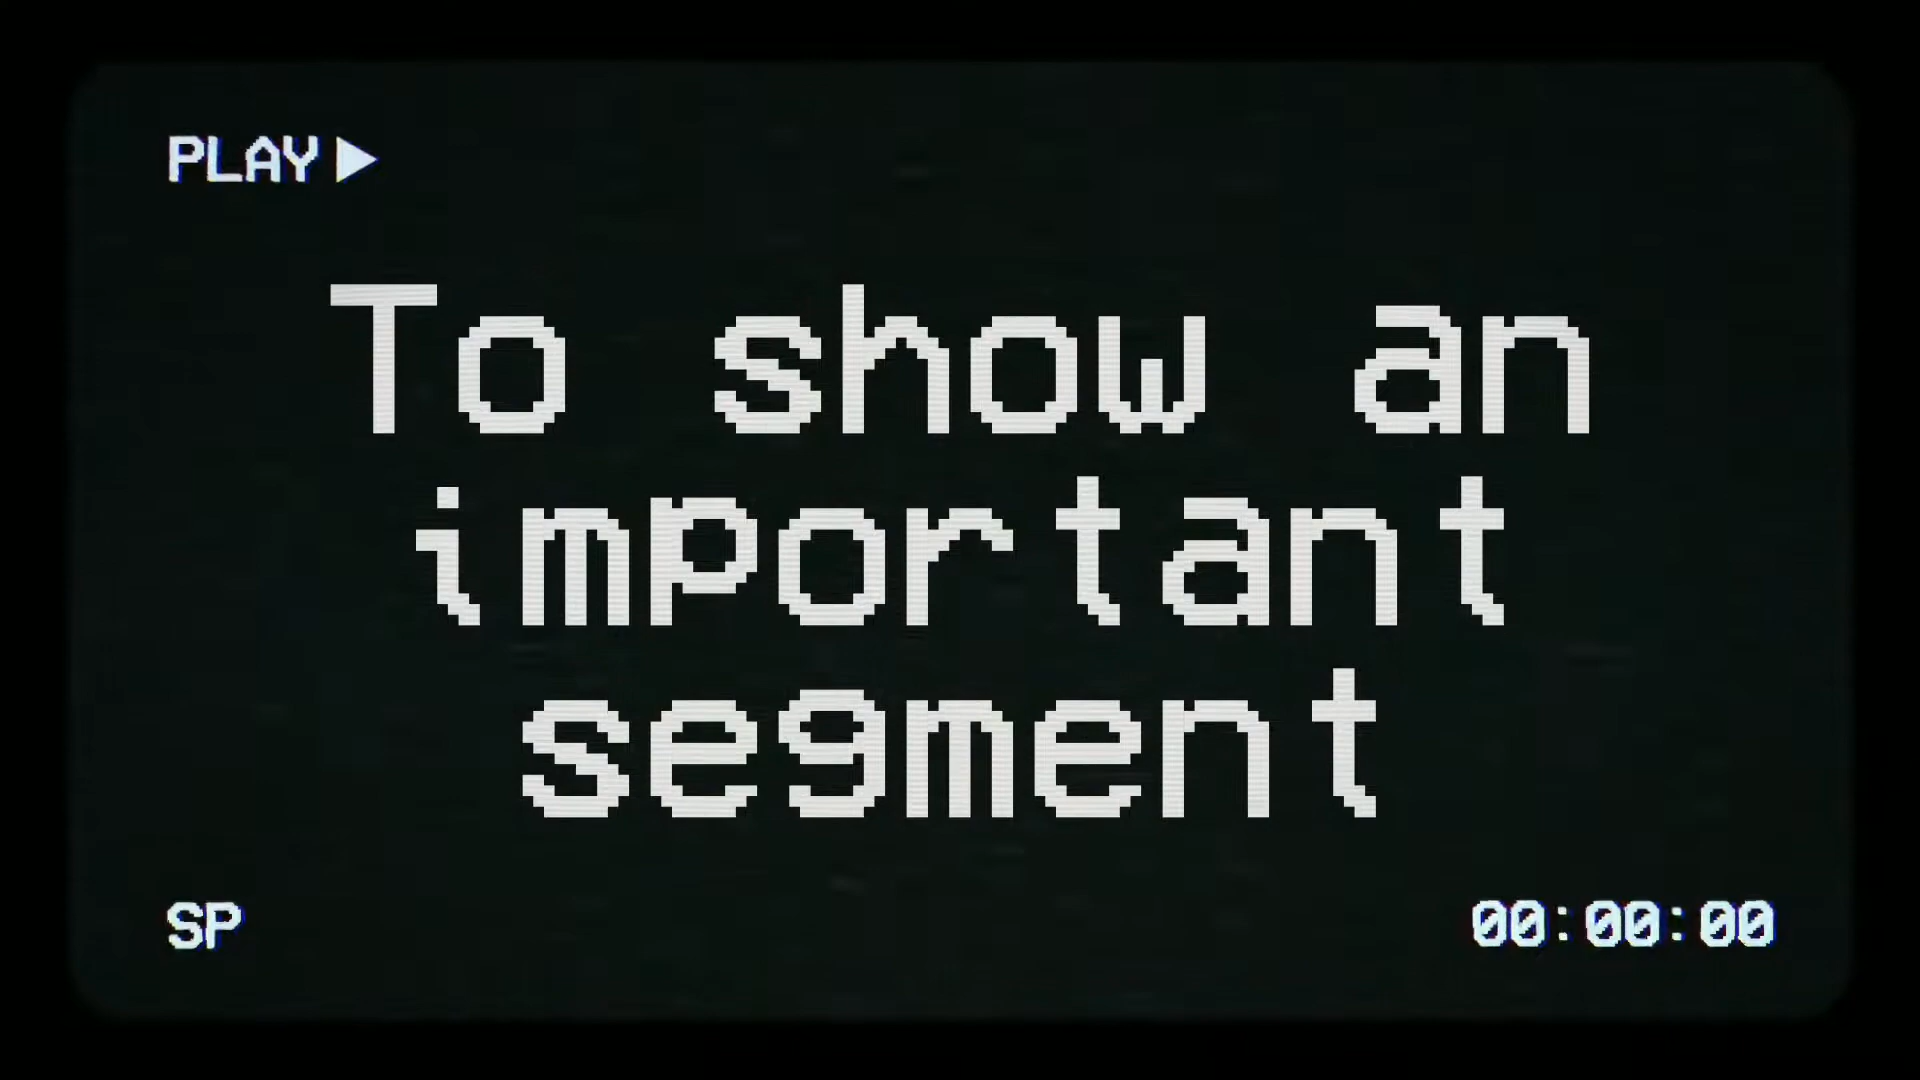 PLAY ▶
To show an
important
segment
SP
00:00:00